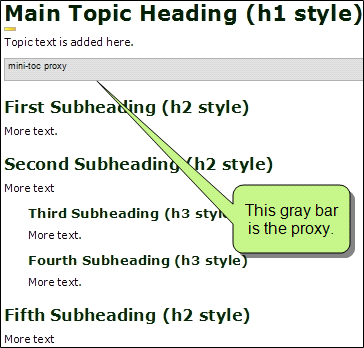 Main Topic Heading (h1 style)
Topic text is added here.
mini-toc proxy
First Subheading (h2 style)
More text.
Second Subheading (h2 style)
More text
Third Subheading (h3 style)
More text.
This gray bar
is the proxy.
Fourth Subheading (h3 style)
More text.
Fifth Subheading (h2 style)
More text